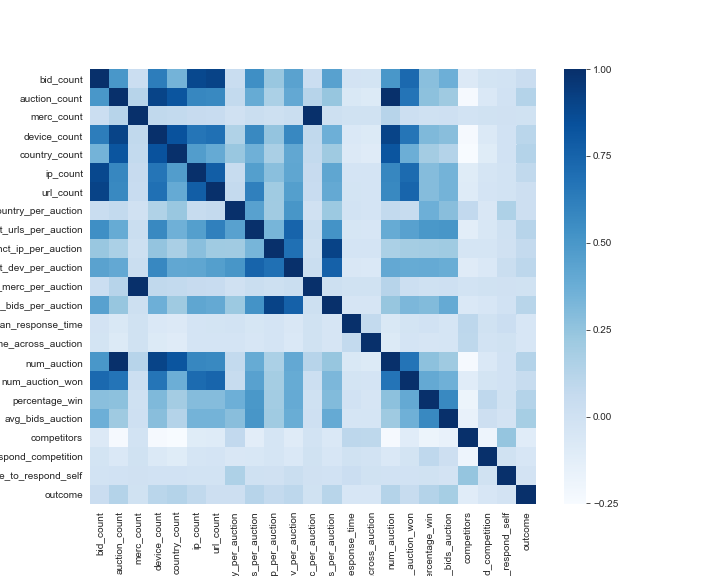 bid_count
auction_count
merc_count
device_count
country_count
ip_count
url_count
ountry_per_auction
t_urls_per_auction
nct_ip_per_auction
t_dev_per_auction
_merc_per_auction
_bids_per_auction
an_response_time
ne_across_auction
num_auction
num_auction_won
percentage_win
avg_bids_auction
competitors
spond_competition
e_to_respond_self
outcome
bid_count
auction_count
merc_count
device_count
country_count
ip_count
url_count
y_per_auction
s_per_auction
p_per_auction
v_per_auction
c_per_auction
s_per_auction
esponse_time
cross_auction
num_auction
_auction_won
ercentage_win
_bids_auction
competitors
d_competition
_respond_self
outcome
1.00
0.75
0.50
0.25
0.00
−0.25